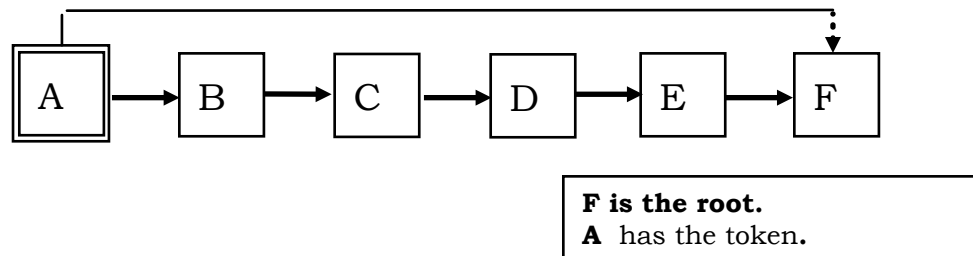 A B C D E F
F is the root.
A has the token.